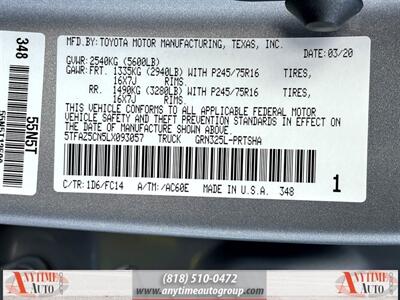 MFD.BY: TOYOTA MOTOR MANUFACTURING, TEXAS, INC.
DATE: 03/20
GVWR: 2540KG (5600LB)
GAWR: FRT. 1335KG (2940LB) WITH P245/75R16 TIRES,
16X7J RIMS.
RR. 1490KG (3280LB) WITH P245/75R16 TIRES,
16X7J RIMS.
THIS VEHICLE CONFORMS TO ALL APPLICABLE FEDERAL MOTOR
VEHICLE SAFETY AND THEFT PREVENTION STANDARDS IN EFFECT ON
THE DATE OF MANUFACTURE SHOWN ABOVE.
5TFAZ5CN5LX093057 TRUCK GRN325L-PRTSHA
C/TR: 1D6/FC14 A/TM: /AC60E MADE IN U.S.A. 348
1
348
55M5T
ANYTIME AUTO
(818) 510-0472
www.anytimeautogroup.com
ANYTIME AUTO